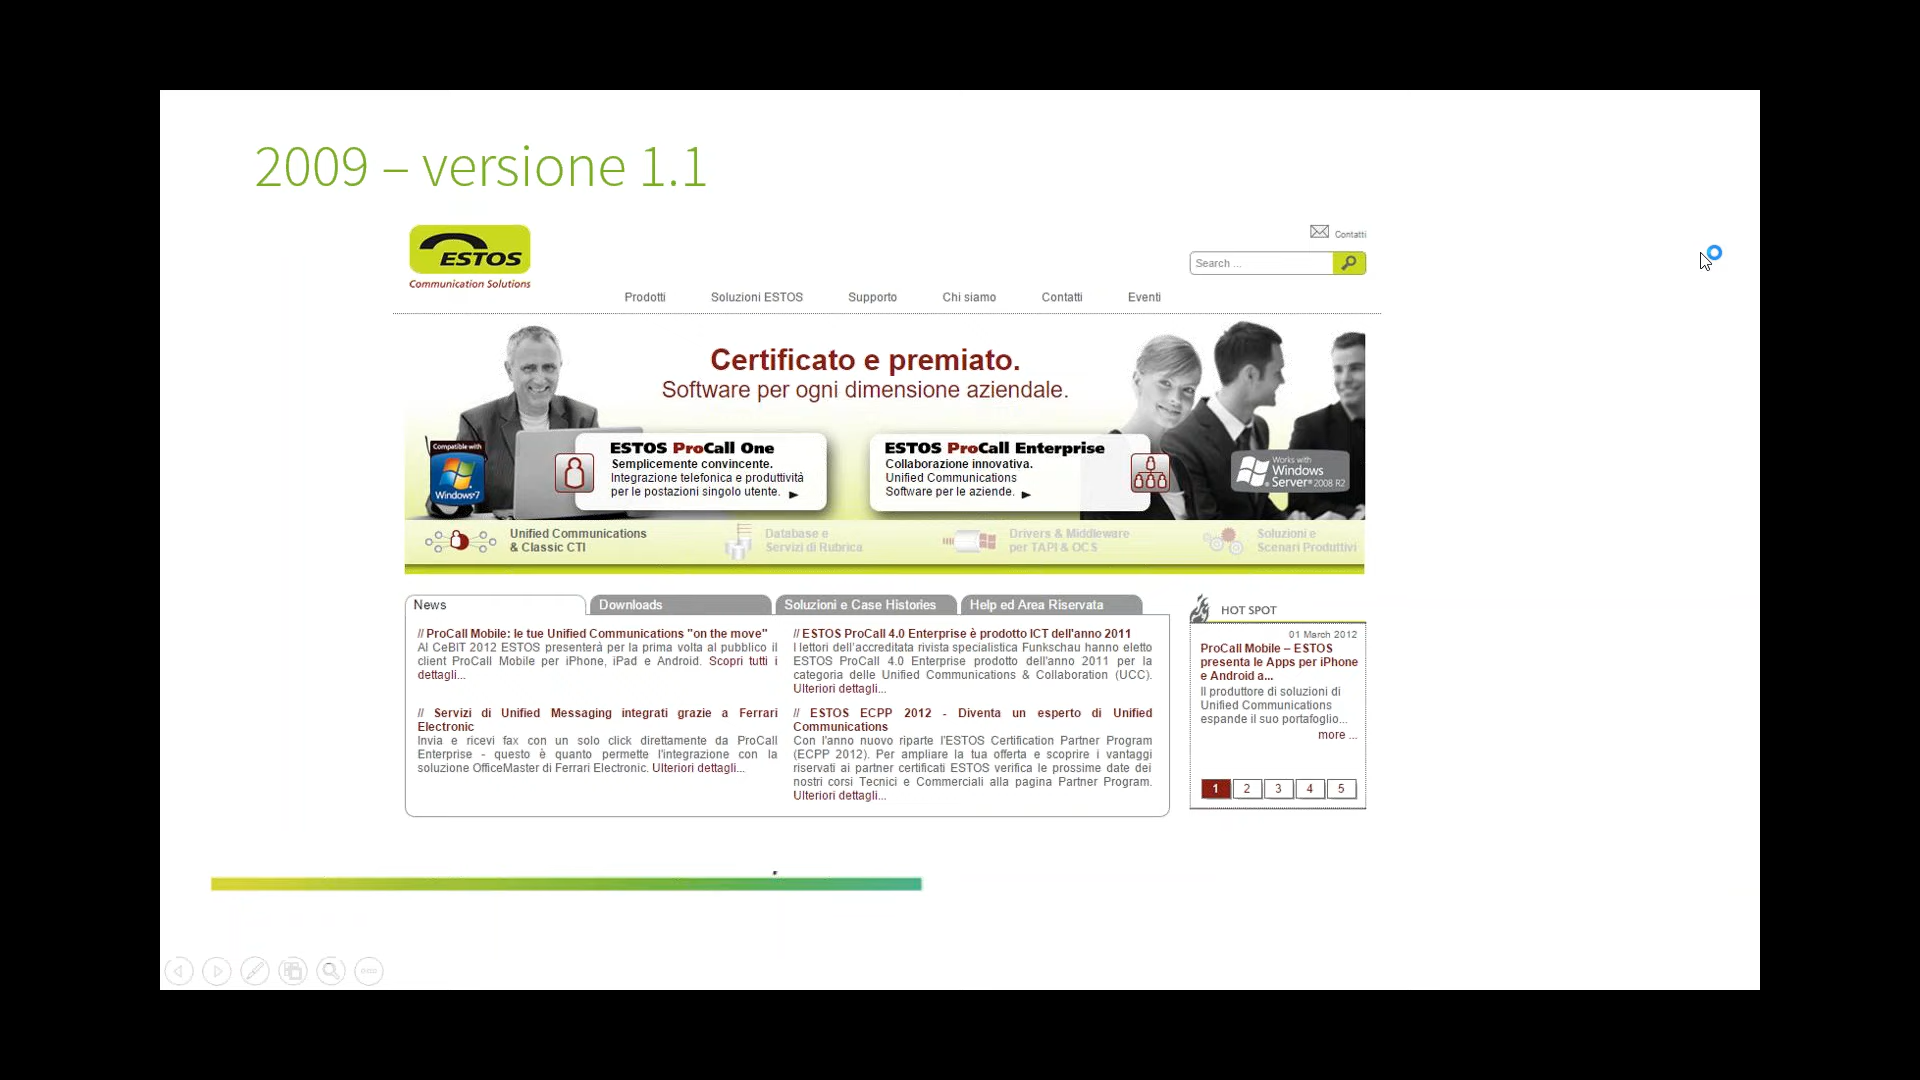 2009 – versione 1.1
ESTOS
Communication Solutions
Contatti
Search ...
Prodotti Soluzioni ESTOS Supporto Chi siamo Contatti Eventi
Certificato e premiato.
Software per ogni dimensione aziendale.
Compatible with
Windows 7
ESTOS ProCall One
Semplicemente convincente.
Integrazione telefonica e produttività
per le postazioni singolo utente.
ESTOS ProCall Enterprise
Collaborazione innovativa.
Unified Communications
Software per le aziende.
Works with
Windows
Server® 2008 R2
Unified Communications
& Classic CTI
Database e
Servizi di Rubrica
Drivers & Middleware
per TAPI & OCS
Soluzioni e
Scenari Produttivi
News Downloads Soluzioni e Case Histories Help ed Area Riservata
// ProCall Mobile: le tue Unified Communications "on the move"
Al CeBIT 2012 ESTOS presenterà per la prima volta al pubblico il
client ProCall Mobile per iPhone, iPad e Android. Scopri tutti i
dettagli...
// Servizi di Unified Messaging integrati grazie a Ferrari
Electronic
Invia e ricevi fax con un solo click direttamente da ProCall
Enterprise - questo è quanto permette l'integrazione con la
soluzione OfficeMaster di Ferrari Electronic. Ulteriori dettagli...
// ESTOS ProCall 4.0 Enterprise è prodotto ICT dell'anno 2011
I lettori dell'accreditata rivista specialistica Funkschau hanno eletto
ESTOS ProCall 4.0 Enterprise prodotto dell'anno 2011 per la
categoria delle Unified Communications & Collaboration (UCC).
Ulteriori dettagli...
// ESTOS ECPP 2012 - Diventa un esperto di Unified
Communications
Con l'anno nuovo riparte l'ESTOS Certification Partner Program
(ECPP 2012). Per ampliare la tua offerta e scoprire i vantaggi
riservati ai partner certificati ESTOS verifica le prossime date dei
nostri corsi Tecnici e Commerciali alla pagina Partner Program.
Ulteriori dettagli...
HOT SPOT
01 March 2012
ProCall Mobile – ESTOS
presenta le Apps per iPhone
e Android a...
Il produttore di soluzioni di
Unified Communications
espande il suo portafoglio...
more ...
1 2 3 4 5